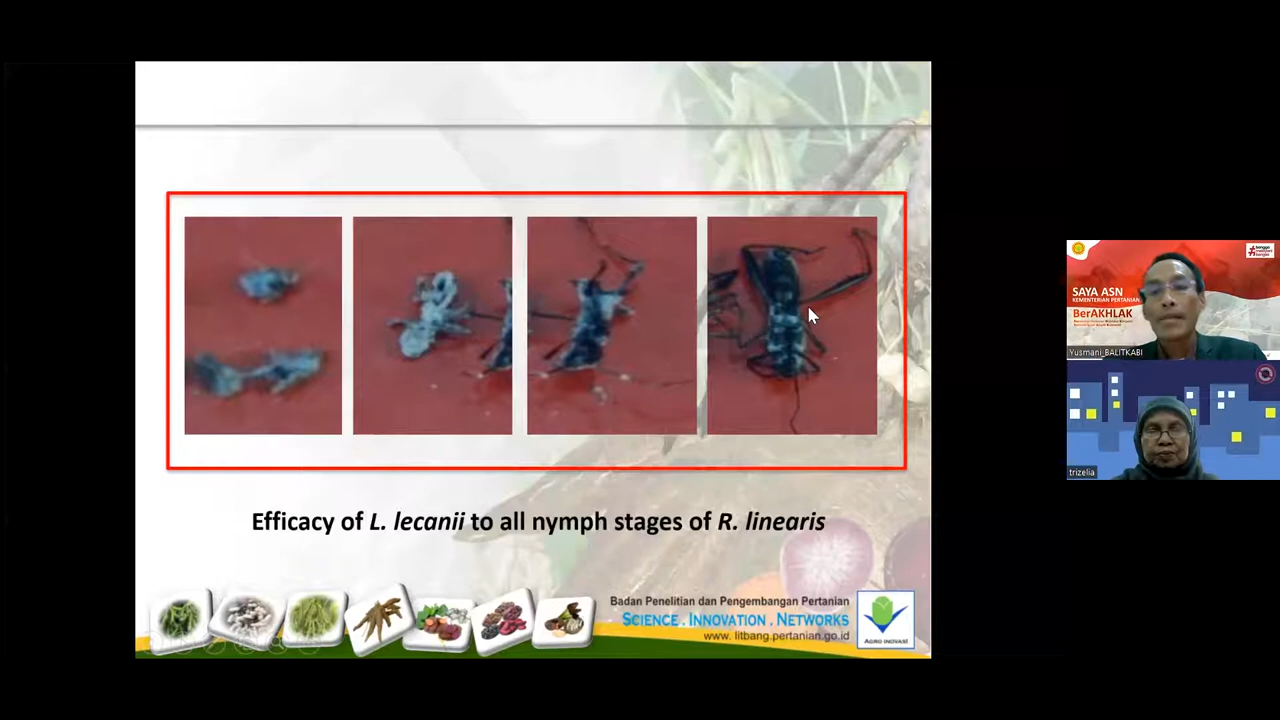 Efficacy of L. lecanii to all nymph stages of R. linearis
Badan Penelitian dan Pengembangan Pertanian
SCIENCE . INNOVATION . NETWORKS
www. litbang.pertanian.go.id
AGRO INOVASI
SAYA ASN
KEMENTERIAN PERTANIAN
BerAKHLAK
Yusmani_BALITKABI
trizelia